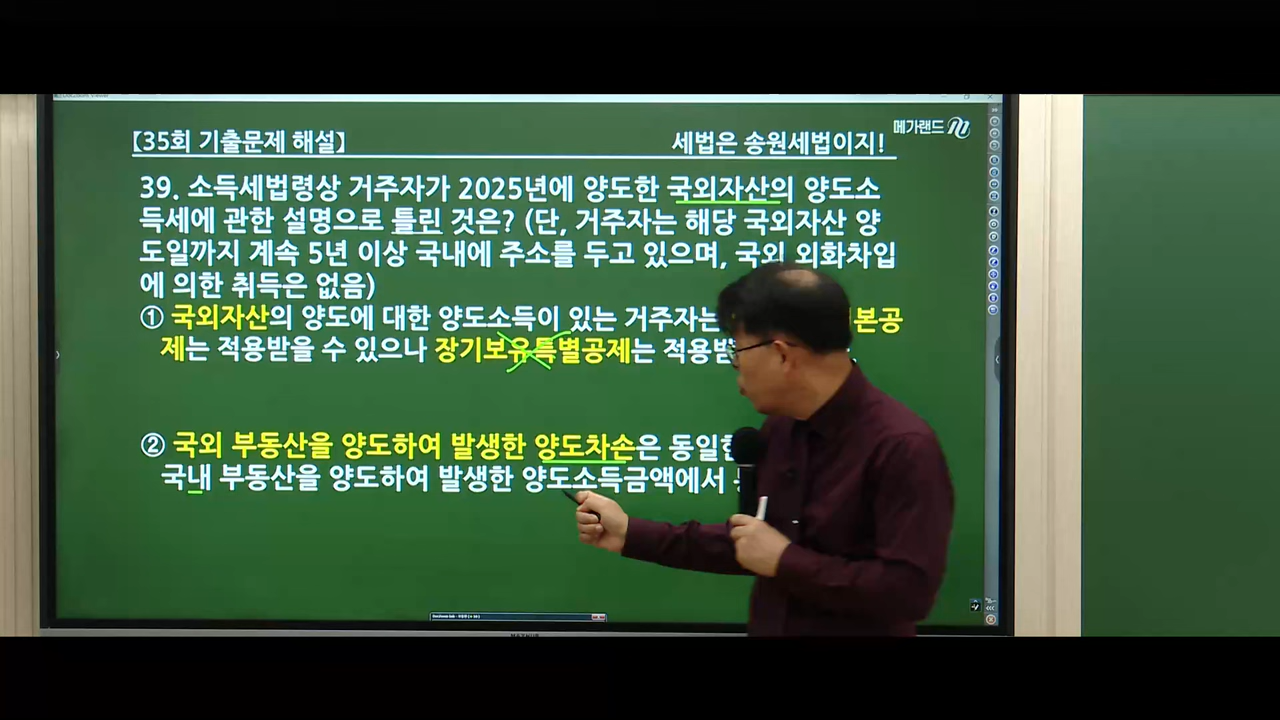 【35회 기출문제 해설】 세법은 송원세법이지!
메가랜드
39. 소득세법령상 거주자가 2025년에 양도한 국외자산의 양도소
득세에 관한 설명으로 틀린 것은? (단, 거주자는 해당 국외자산 양
도일까지 계속 5년 이상 국내에 주소를 두고 있으며, 국외 외화차입
에 의한 취득은 없음)
① 국외자산의 양도에 대한 양도소득이 있는 거주자는 본공
제는 적용받을 수 있으나 장기보유특별공제는 적용받
② 국외 부동산을 양도하여 발생한 양도차손은 동일한
국내 부동산을 양도하여 발생한 양도소득금액에서